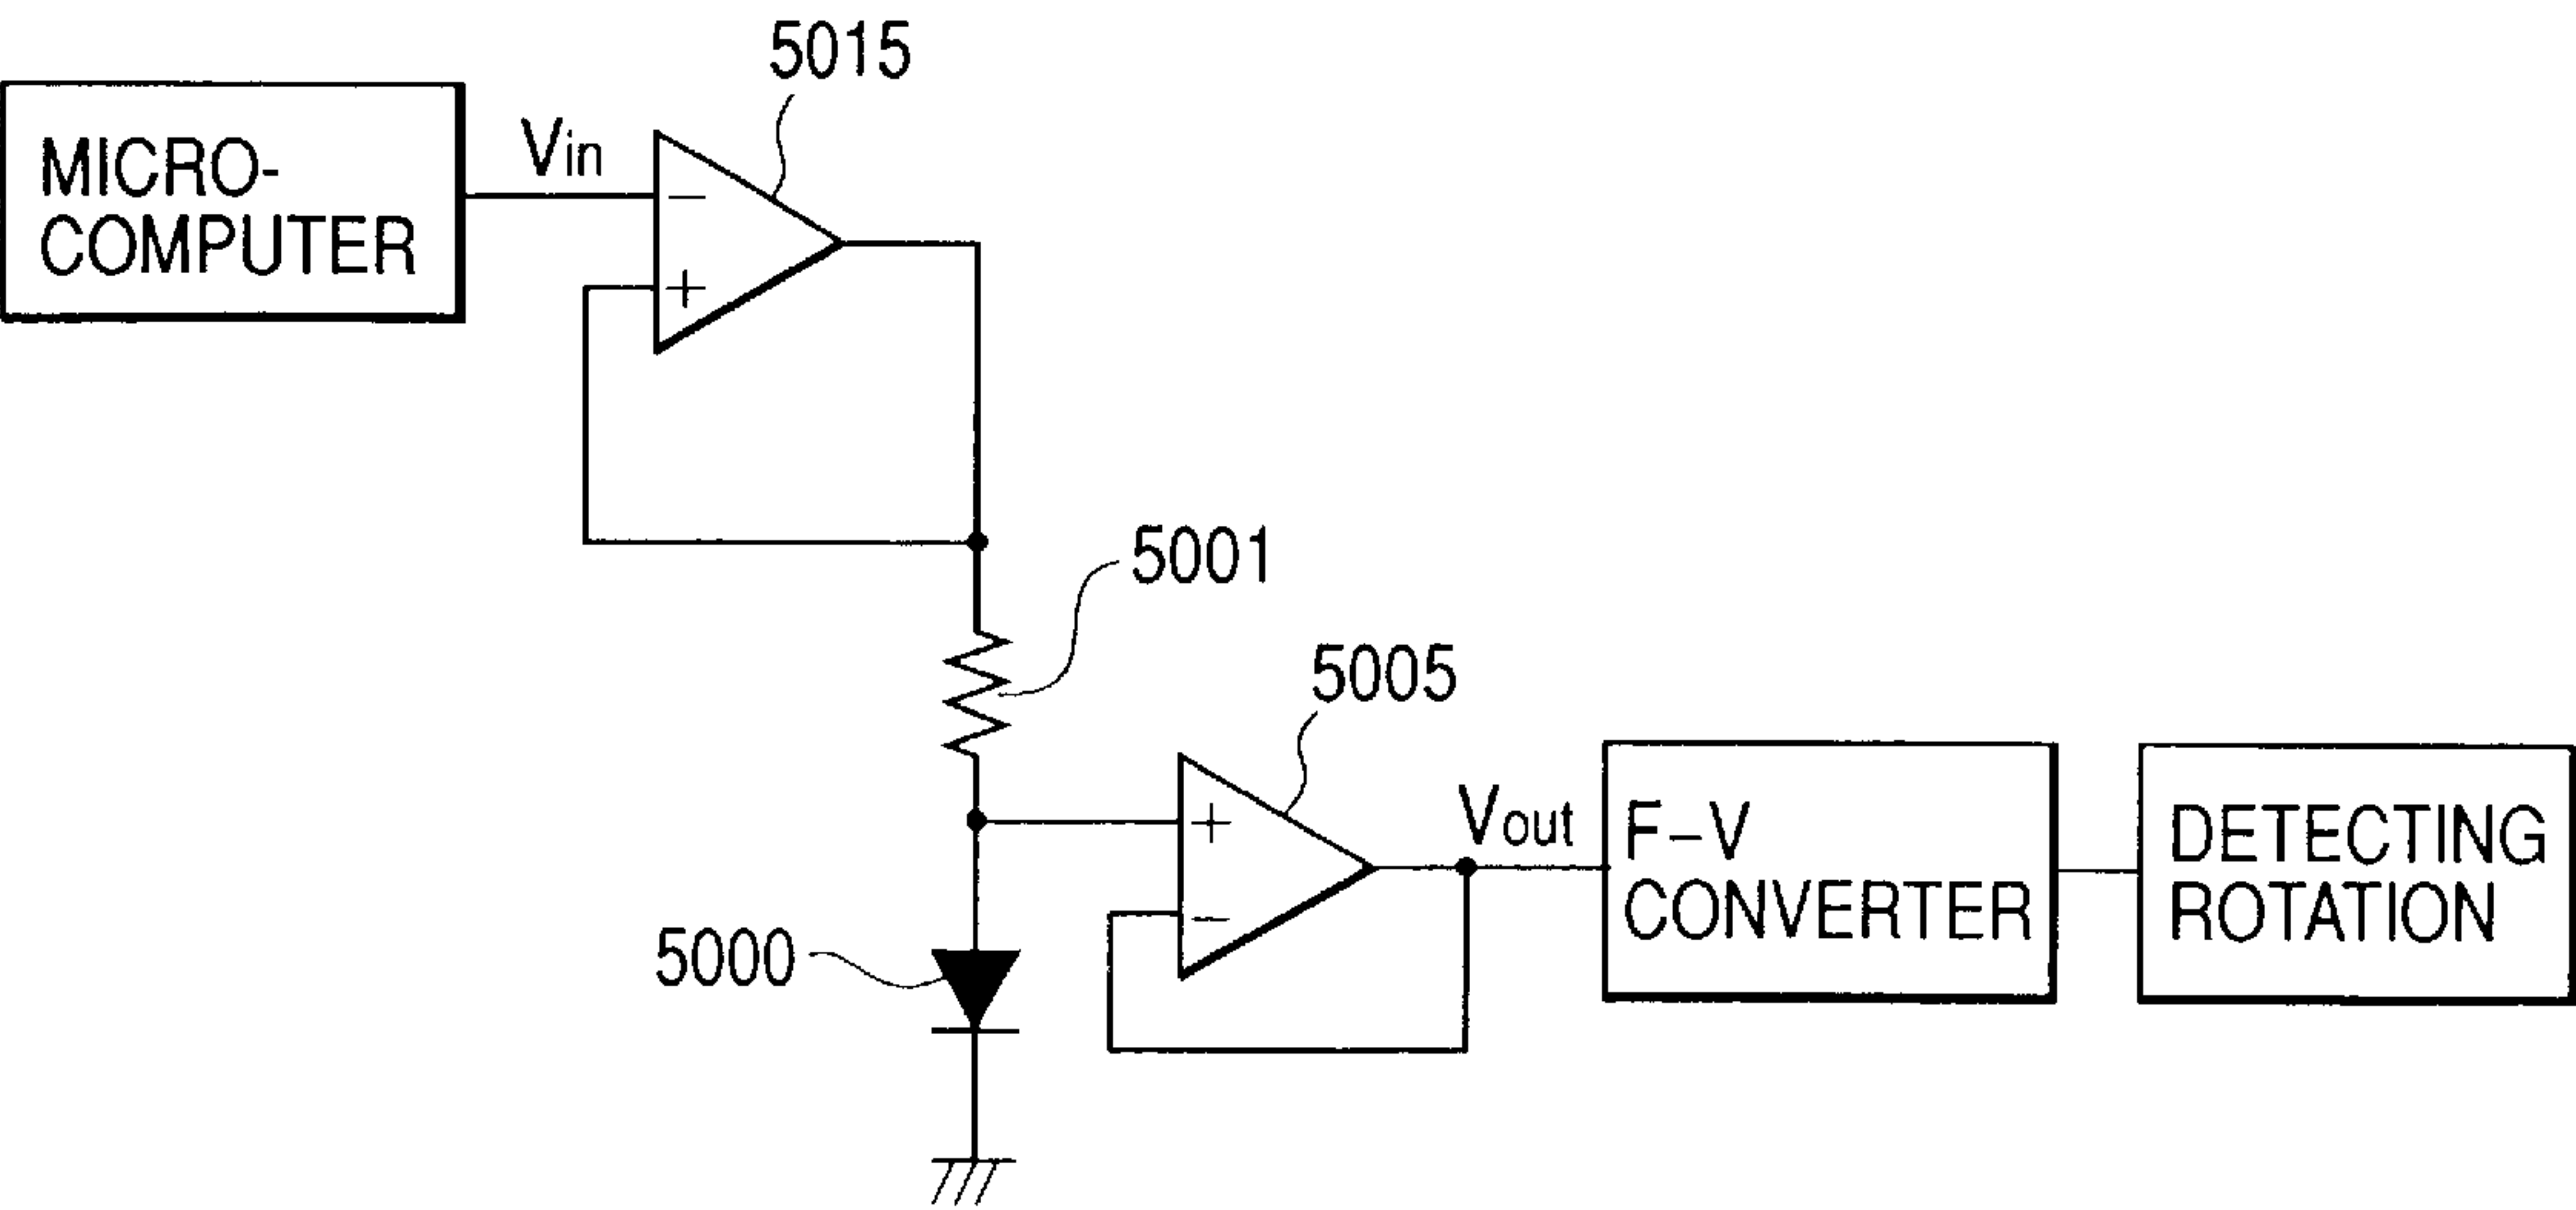 5015
MICRO-
COMPUTER
Vin
−
+
5001
5005
+
−
Vout
F−V
CONVERTER
DETECTING
ROTATION
5000